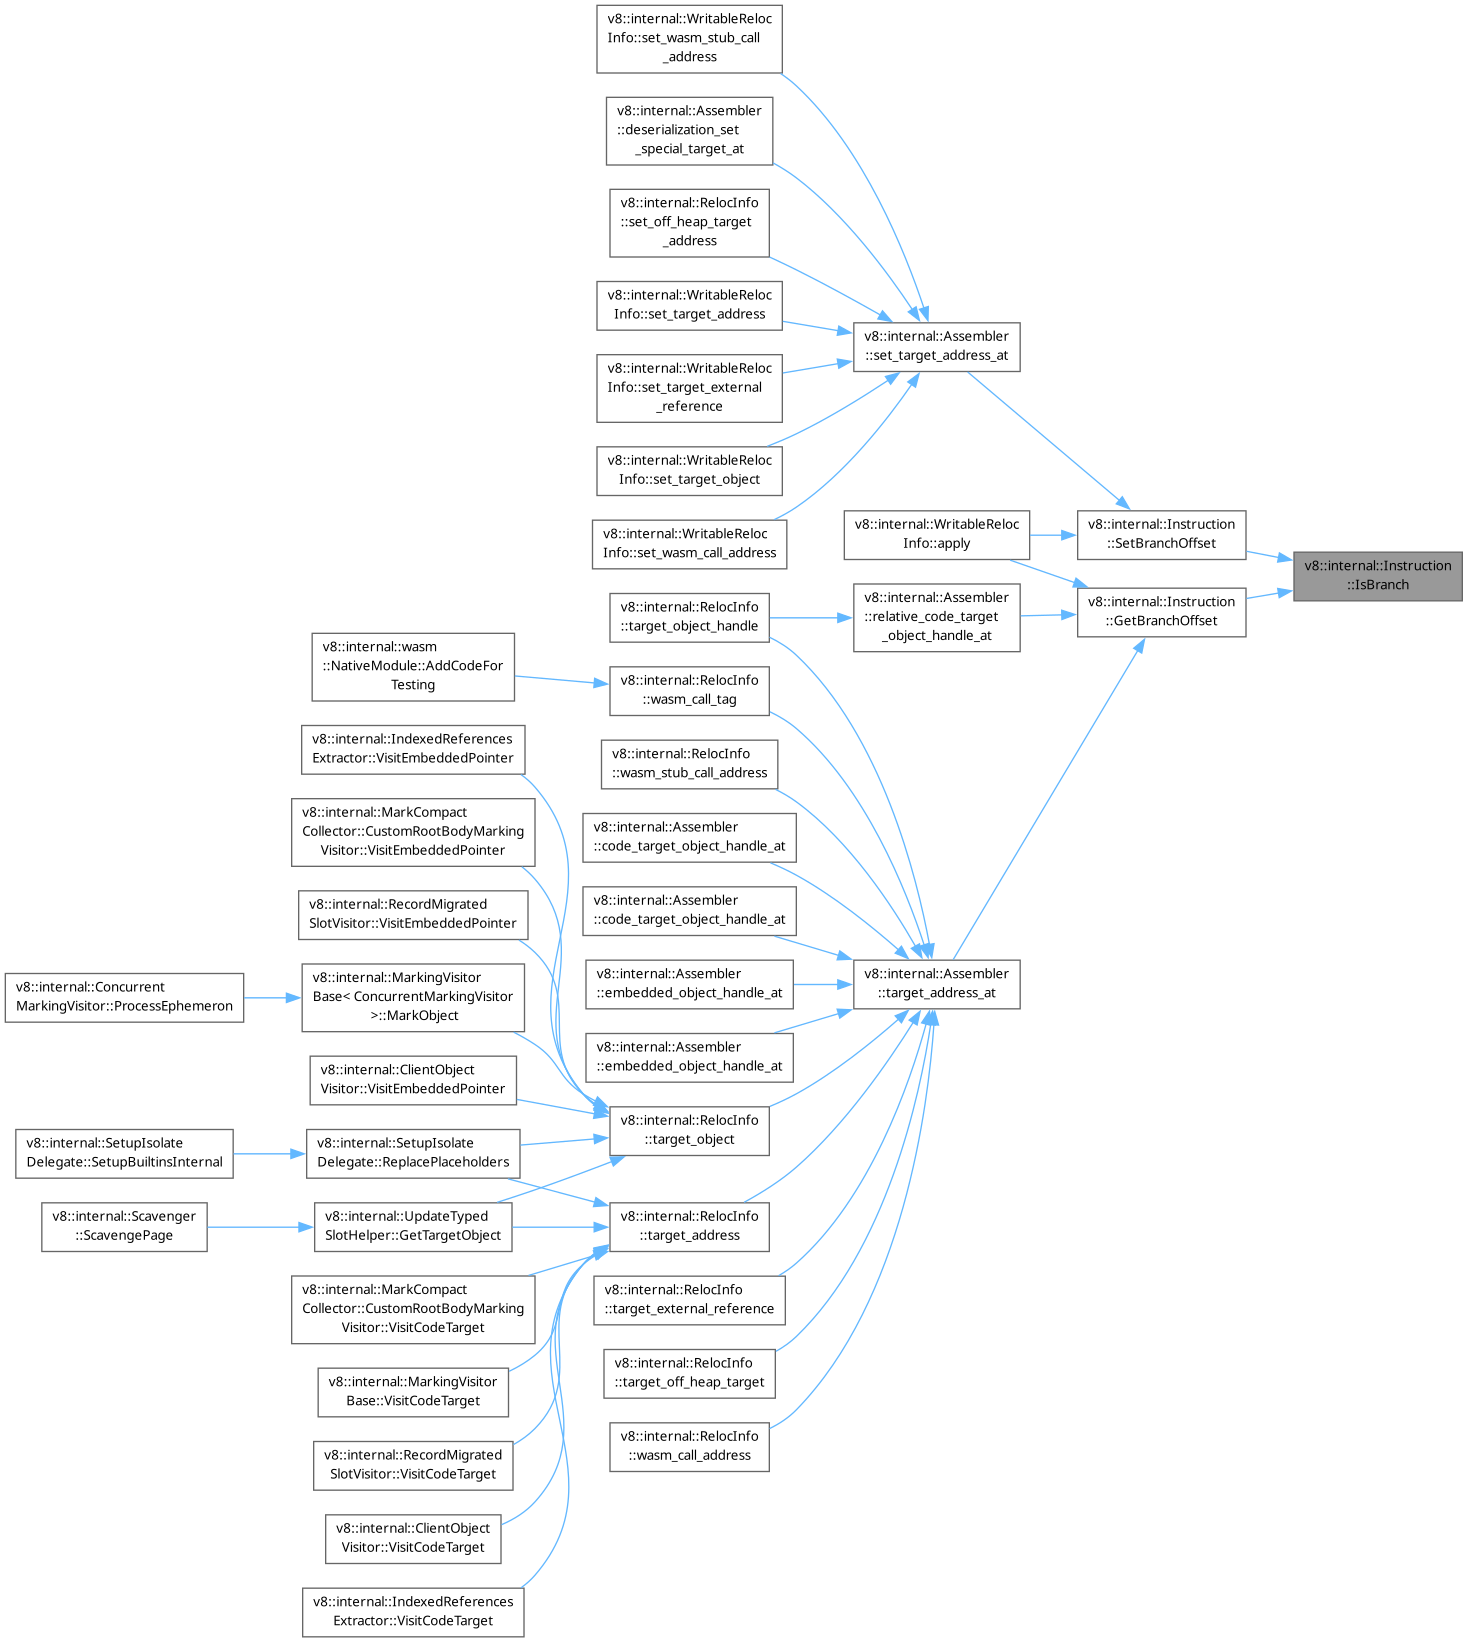 v8::internal::WritableReloc
Info::set_wasm_stub_call
_address
v8::internal::Assembler
::deserialization_set
_special_target_at
v8::internal::RelocInfo
::set_off_heap_target
_address
v8::internal::WritableReloc
Info::set_target_address
v8::internal::Assembler
::set_target_address_at
v8::internal::WritableReloc
Info::set_target_external
_reference
v8::internal::WritableReloc
Info::set_target_object
v8::internal::WritableReloc
Info::set_wasm_call_address
v8::internal::WritableReloc
Info::apply
v8::internal::Instruction
::SetBranchOffset
v8::internal::Instruction
::IsBranch
v8::internal::RelocInfo
::target_object_handle
v8::internal::Assembler
::relative_code_target
_object_handle_at
v8::internal::Instruction
::GetBranchOffset
v8::internal::wasm
::NativeModule::AddCodeFor
Testing
v8::internal::RelocInfo
::wasm_call_tag
v8::internal::IndexedReferences
Extractor::VisitEmbeddedPointer
v8::internal::RelocInfo
::wasm_stub_call_address
v8::internal::MarkCompact
Collector::CustomRootBodyMarking
Visitor::VisitEmbeddedPointer
v8::internal::Assembler
::code_target_object_handle_at
v8::internal::RecordMigrated
SlotVisitor::VisitEmbeddedPointer
v8::internal::Assembler
::code_target_object_handle_at
v8::internal::Concurrent
MarkingVisitor::ProcessEphemeron
v8::internal::MarkingVisitor
Base< ConcurrentMarkingVisitor
>::MarkObject
v8::internal::Assembler
::embedded_object_handle_at
v8::internal::Assembler
::target_address_at
v8::internal::ClientObject
Visitor::VisitEmbeddedPointer
v8::internal::Assembler
::embedded_object_handle_at
v8::internal::SetupIsolate
Delegate::SetupBuiltinsInternal
v8::internal::SetupIsolate
Delegate::ReplacePlaceholders
v8::internal::RelocInfo
::target_object
v8::internal::Scavenger
::ScavengePage
v8::internal::UpdateTyped
SlotHelper::GetTargetObject
v8::internal::RelocInfo
::target_address
v8::internal::MarkCompact
Collector::CustomRootBodyMarking
Visitor::VisitCodeTarget
v8::internal::RelocInfo
::target_external_reference
v8::internal::MarkingVisitor
Base::VisitCodeTarget
v8::internal::RelocInfo
::target_off_heap_target
v8::internal::RecordMigrated
SlotVisitor::VisitCodeTarget
v8::internal::RelocInfo
::wasm_call_address
v8::internal::ClientObject
Visitor::VisitCodeTarget
v8::internal::IndexedReferences
Extractor::VisitCodeTarget